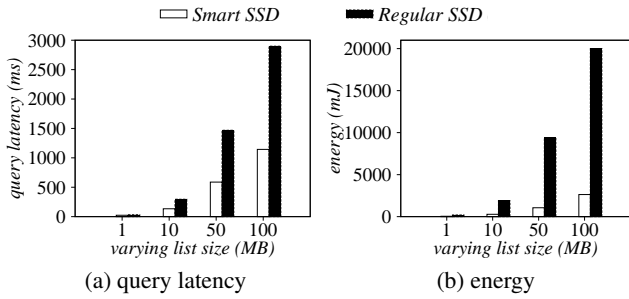 Smart SSD Regular SSD
query latency (ms)
3000
2500
2000
1500
1000
500
0
1 10 50 100
varying list size (MB)
(a) query latency
energy (mJ)
20000
15000
10000
5000
0
1 10 50 100
varying list size (MB)
(b) energy